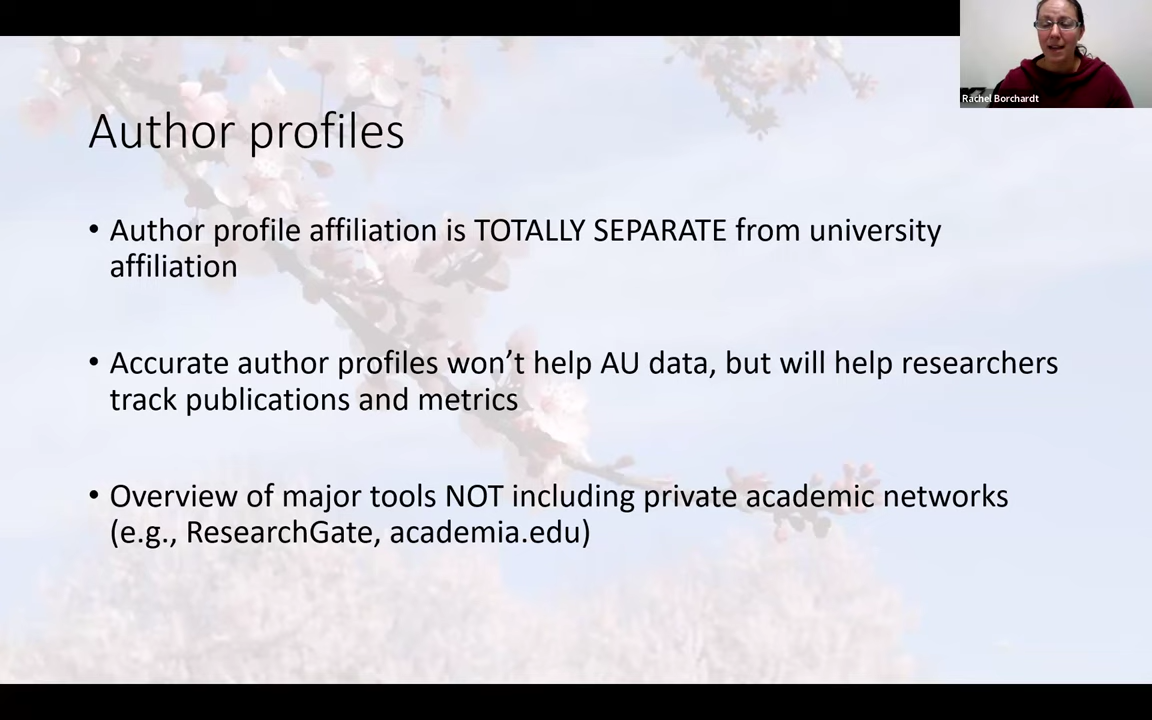 Rachel Borchardt
Author profiles
• Author profile affiliation is TOTALLY SEPARATE from university
affiliation
• Accurate author profiles won’t help AU data, but will help researchers
track publications and metrics
• Overview of major tools NOT including private academic networks
(e.g., ResearchGate, academia.edu)